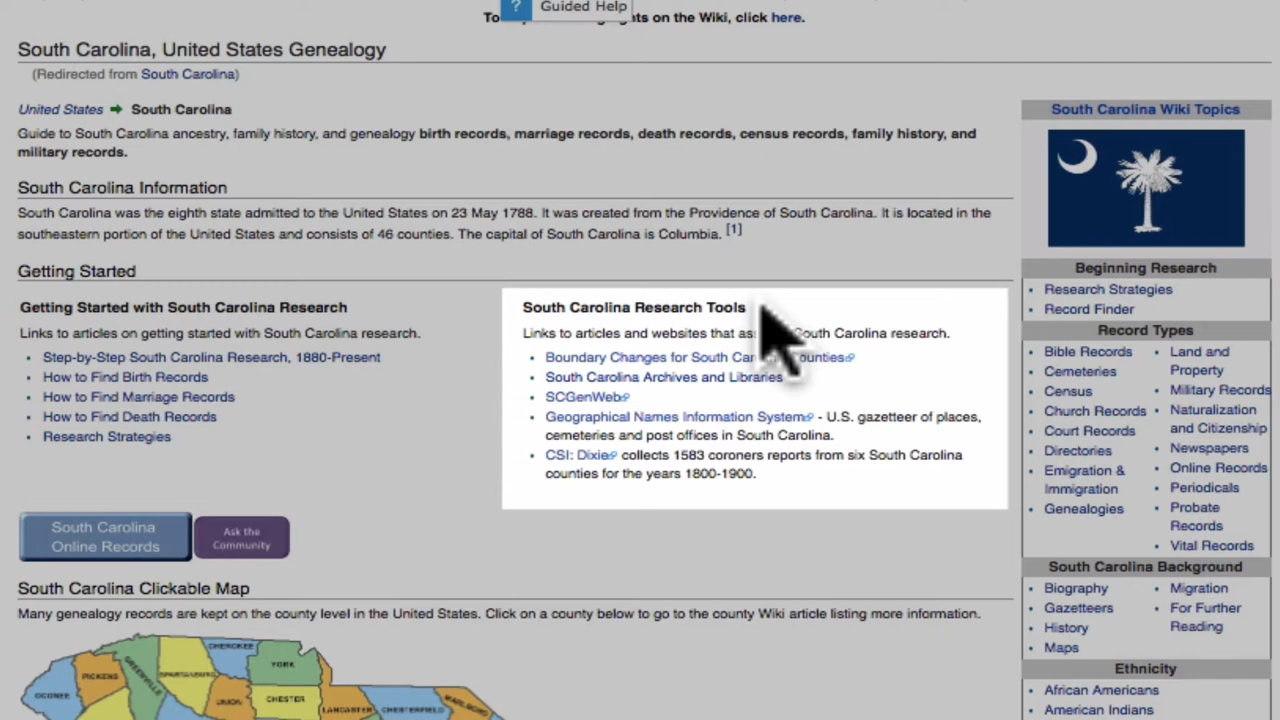 ? Guided Help
To ts on the Wiki, click here.
South Carolina, United States Genealogy
(Redirected from South Carolina)
United States South Carolina
Guide to South Carolina ancestry, family history, and genealogy birth records, marriage records, death records, census records, family history, and
military records.
South Carolina Information
South Carolina was the eighth state admitted to the United States on 23 May 1788. It was created from the Providence of South Carolina. It is located in the
southeastern portion of the United States and consists of 46 counties. The capital of South Carolina is Columbia. [1]
Getting Started
Getting Started with South Carolina Research
Links to articles on getting started with South Carolina research.
• Step-by-Step South Carolina Research, 1880-Present
• How to Find Birth Records
• How to Find Marriage Records
• How to Find Death Records
• Research Strategies
South Carolina Research Tools
Links to articles and websites that as South Carolina research.
• Boundary Changes for South Car ounties
• South Carolina Archives and Libraries
• SCGenWeb
• Geographical Names Information System - U.S. gazetteer of places,
cemeteries and post offices in South Carolina.
• CSI: Dixie collects 1583 coroners reports from six South Carolina
counties for the years 1800-1900.
South Carolina
Online Records
Ask the
Community
South Carolina Clickable Map
Many genealogy records are kept on the county level in the United States. Click on a county below to go to the county Wiki article listing more information.
CHEROKEE
YORK
PICKENS
GREENVILLE
SPARTANBURG
OCONEE
UNION
CHESTER
LANCASTER
CHESTERFIELD
MARLBORO
South Carolina Wiki Topics
Beginning Research
• Research Strategies
• Record Finder
Record Types
• Bible Records
• Cemeteries
• Census
• Church Records
• Court Records
• Directories
• Emigration &
Immigration
• Genealogies
• Land and
Property
• Military Records
• Naturalization
and Citizenship
• Newspapers
• Online Records
• Periodicals
• Probate
Records
• Vital Records
South Carolina Background
• Biography
• Gazetteers
• History
• Maps
• Migration
• For Further
Reading
Ethnicity
• African Americans
• American Indians